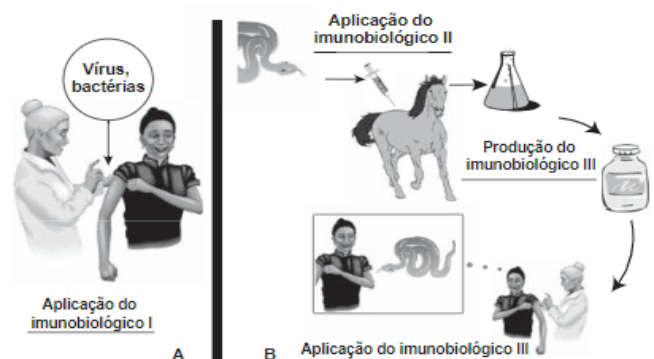 Vírus,
bactérias
Aplicação do
imunobiológico I
A
Aplicação do
imunobiológico II
Produção do
imunobiológico III
B
Aplicação do imunobiológico III